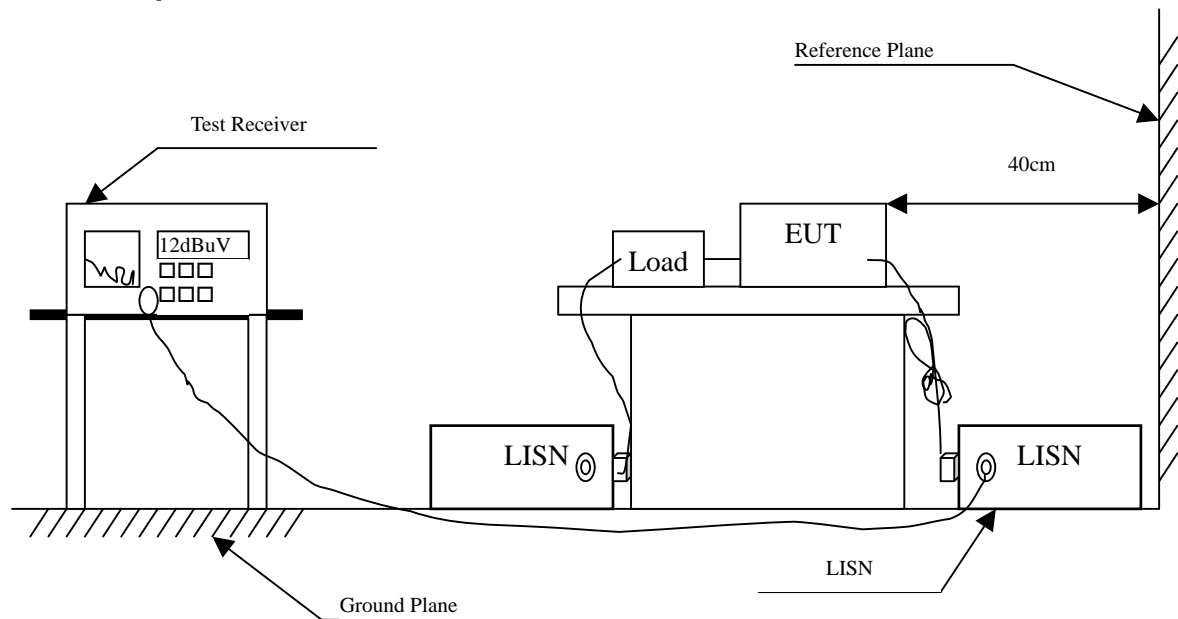 Reference Plane
Test Receiver
40cm
12dBuV
EUT
Load
LISN
LISN
LISN
Ground Plane